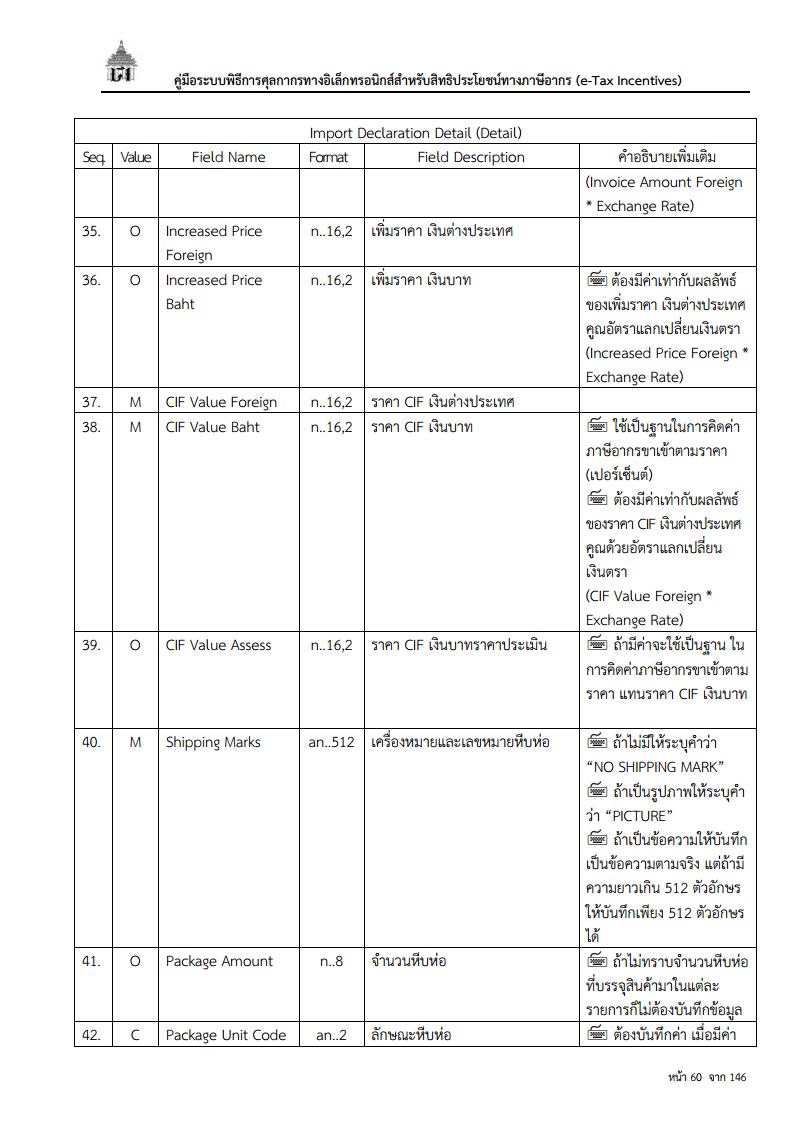 คู่มือระบบพิธีการศุลกากรทางอิเล็กทรอนิกส์สำหรับสิทธิประโยชน์ทางภาษีอากร (e-Tax Incentives)
Import Declaration Detail (Detail)
Seq. Value Field Name Format Field Description คำอธิบายเพิ่มเติม
(Invoice Amount Foreign
* Exchange Rate)
35. O Increased Price n..16,2 เพิ่มราคา เงินต่างประเทศ
Foreign
36. O Increased Price n..16,2 เพิ่มราคา เงินบาท ต้องมีค่าเท่ากับผลลัพธ์
Baht ของเพิ่มราคา เงินต่างประเทศ
คูณอัตราแลกเปลี่ยนเงินตรา
(Increased Price Foreign *
Exchange Rate)
37. M CIF Value Foreign n..16,2 ราคา CIF เงินต่างประเทศ
38. M CIF Value Baht n..16,2 ราคา CIF เงินบาท ใช้เป็นฐานในการคิดค่า
ภาษีอากรขาเข้าตามราคา
(เปอร์เซ็นต์)
ต้องมีค่าเท่ากับผลลัพธ์
ของราคา CIF เงินต่างประเทศ
คูณด้วยอัตราแลกเปลี่ยน
เงินตรา
(CIF Value Foreign *
Exchange Rate)
39. O CIF Value Assess n..16,2 ราคา CIF เงินบาทราคาประเมิน ถ้ามีค่าจะใช้เป็นฐาน ใน
การคิดค่าภาษีอากรขาเข้าตาม
ราคา แทนราคา CIF เงินบาท
40. M Shipping Marks an..512 เครื่องหมายและเลขหมายหีบห่อ ถ้าไม่มีให้ระบุคำว่า
“NO SHIPPING MARK”
ถ้าเป็นรูปภาพให้ระบุคำ
ว่า “PICTURE”
ถ้าเป็นข้อความให้บันทึก
เป็นข้อความตามจริง แต่ถ้ามี
ความยาวเกิน 512 ตัวอักษร
ให้บันทึกเพียง 512 ตัวอักษร
ได้
41. O Package Amount n..8 จำนวนหีบห่อ ถ้าไม่ทราบจำนวนหีบห่อ
ที่บรรจุสินค้ามาในแต่ละ
รายการก็ไม่ต้องบันทึกข้อมูล
42. C Package Unit Code an..2 ลักษณะหีบห่อ ต้องบันทึกค่า เมื่อมีค่า
หน้า 60 จาก 146